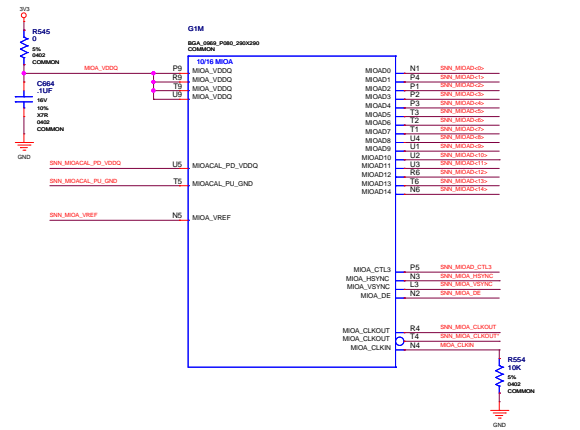 3V3
R545
0
5%
0402
COMMON
MIOA_VDDQ
C664
.1UF
16V
10%
X7R
0402
COMMON
GND
SNN_MIOACAL_PD_VDDQ
SNN_MIOACAL_PU_GND
SNN_MIOA_VREF
G1M
BGA_0969_P080_290X290
COMMON
10/16 MIOA
P9 MIOA_VDDQ
R9 MIOA_VDDQ
T9 MIOA_VDDQ
U9 MIOA_VDDQ
U5 MIOACAL_PD_VDDQ
T5 MIOACAL_PU_GND
N5 MIOA_VREF
MIOAD0 N1 SNN_MIOAD<0>
MIOAD1 P4 SNN_MIOAD<1>
MIOAD2 P1 SNN_MIOAD<2>
MIOAD3 P2 SNN_MIOAD<3>
MIOAD4 P3 SNN_MIOAD<4>
MIOAD5 T3 SNN_MIOAD<5>
MIOAD6 T2 SNN_MIOAD<6>
MIOAD7 T1 SNN_MIOAD<7>
MIOAD8 U4 SNN_MIOAD<8>
MIOAD9 U1 SNN_MIOAD<9>
MIOAD10 U2 SNN_MIOAD<10>
MIOAD11 U3 SNN_MIOAD<11>
MIOAD12 R6 SNN_MIOAD<12>
MIOAD13 T6 SNN_MIOAD<13>
MIOAD14 N6 SNN_MIOAD<14>
MIOA_CTL3 P5 SNN_MIOAD_CTL3
MIOA_HSYNC N3 SNN_MIOA_HSYNC
MIOA_VSYNC L3 SNN_MIOA_VSYNC
MIOA_DE N2 SNN_MIOA_DE
MIOA_CLKOUT R4 SNN_MIOA_CLKOUT
MIOA_CLKOUT T4 SNN_MIOA_CLKOUT*
MIOA_CLKIN N4 MIOA_CLKIN
R554
10K
5%
0402
COMMON
GND